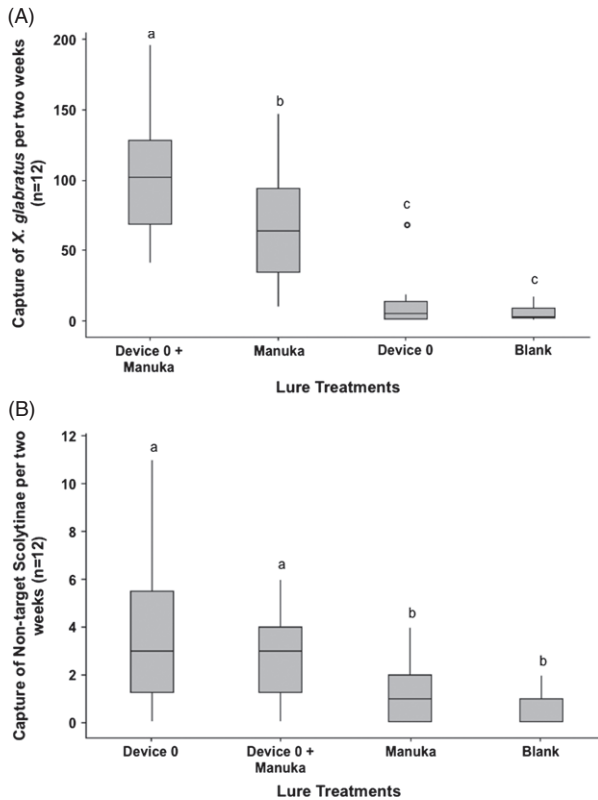 (A)
Capture of X. glabratus per two weeks
(n=12)
200
150
100
50
0
a
b
c
c
Device 0 +
Manuka
Manuka
Device 0
Blank
Lure Treatments
(B)
Capture of Non-target Scolytinae per two
weeks (n=12)
12
10
8
6
4
2
0
a
a
b
b
Device 0
Device 0 +
Manuka
Manuka
Blank
Lure Treatments